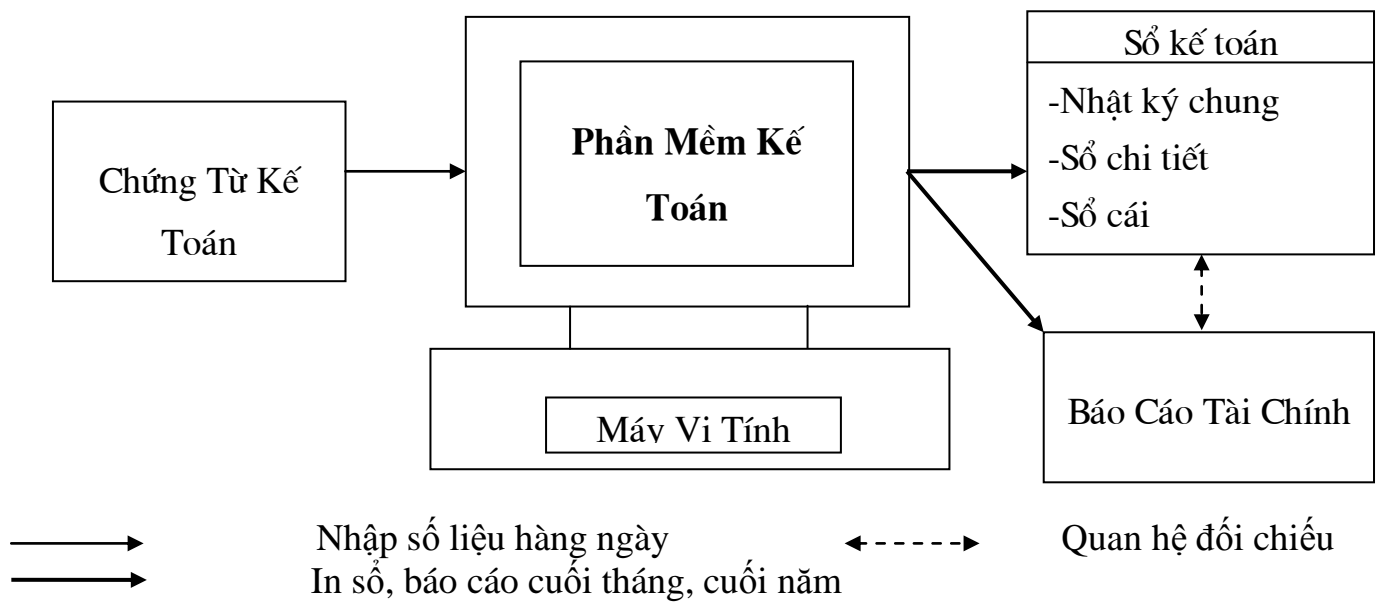 Chứng Từ Kế
Toán
Phần Mềm Kế
Toán
Máy Vi Tính
Sổ kế toán
-Nhật ký chung
-Sổ chi tiết
-Sổ cái
Báo Cáo Tài Chính
Nhập số liệu hàng ngày
Quan hệ đối chiếu
In sổ, báo cáo cuối tháng, cuối năm